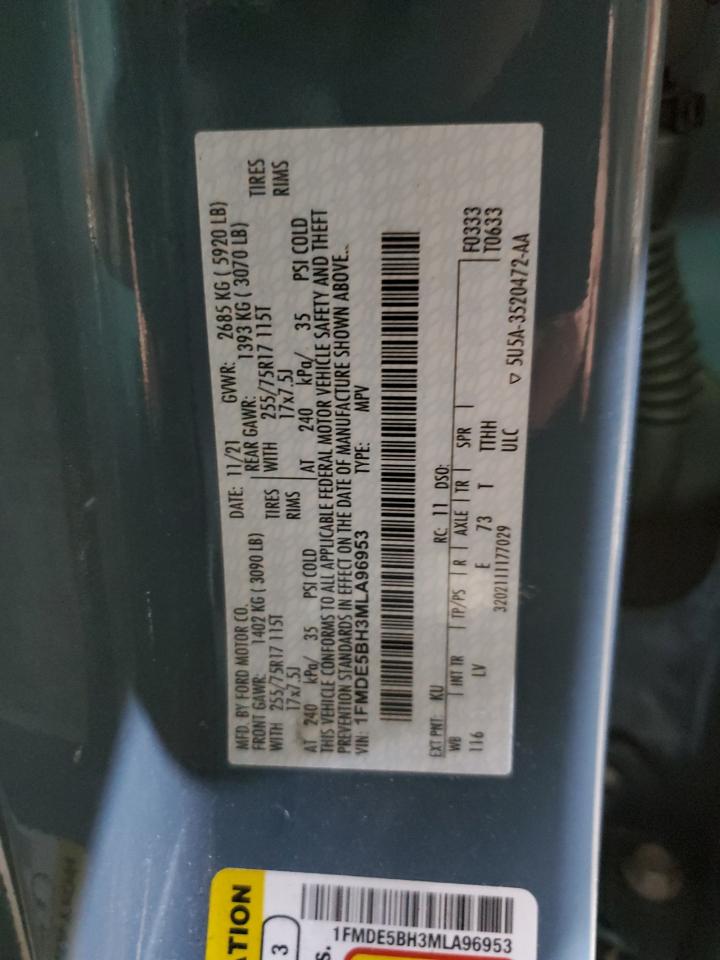 MFD. BY FORD MOTOR CO. DATE: 11/21 GVWR: 2685 KG ( 5920 LB)
FRONT GAWR: 1402 KG ( 3090 LB) REAR GAWR: 1393 KG ( 3070 LB)
WITH 255/75R17 115T TIRES WITH 255/75R17 115T TIRES
17x7.5J RIMS 17x7.5J RIMS
AT 240 kPa/ 35 PSI COLD AT 240 kPa/ 35 PSI COLD
THIS VEHICLE CONFORMS TO ALL APPLICABLE FEDERAL MOTOR VEHICLE SAFETY AND THEFT
PREVENTION STANDARDS IN EFFECT ON THE DATE OF MANUFACTURE SHOWN ABOVE..
VIN: 1FMDE5BH3MLA96953 TYPE: MPV
EXT PNT: KU RC: 11 DSO:
WB INT TR TP/PS R AXLE TR SPR F0333
116 LV E 73 T TTHH T0633
ULC
3202111177029 5U5A-3520472-AA
ATION
3
S.
1FMDE5BH3MLA96953